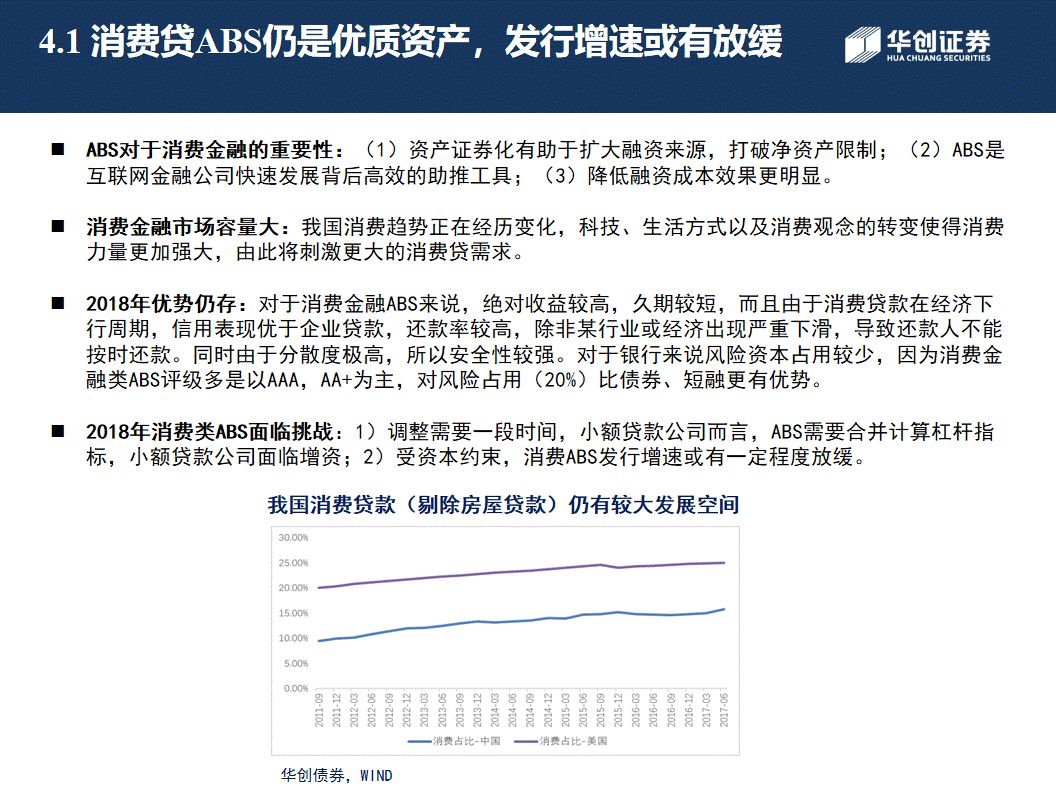 4.1 消费贷ABS仍是优质资产，发行增速或有放缓
华创证券
HUA CHUANG SECURITIES
■ ABS对于消费金融的重要性：（1）资产证券化有助于扩大融资来源，打破净资产限制；（2）ABS是
互联网金融公司快速发展背后高效的助推工具；（3）降低融资成本效果更明显。
■ 消费金融市场容量大：我国消费趋势正在经历变化，科技、生活方式以及消费观念的转变使得消费
力量更加强大，由此将刺激更大的消费贷需求。
■ 2018年优势仍存：对于消费金融ABS来说，绝对收益较高，久期较短，而且由于消费贷款在经济下
行周期，信用表现优于企业贷款，还款率较高，除非某行业或经济出现严重下滑，导致还款人不能
按时还款。同时由于分散度极高，所以安全性较强。对于银行来说风险资本占用较少，因为消费金
融类ABS评级多是以AAA，AA+为主，对风险占用（20%）比债券、短融更有优势。
■ 2018年消费类ABS面临挑战：1）调整需要一段时间，小额贷款公司而言，ABS需要合并计算杠杆指
标，小额贷款公司面临增资；2）受资本约束，消费ABS发行增速或有一定程度放缓。
我国消费贷款（剔除房屋贷款）仍有较大发展空间
30.00%
25.00%
20.00%
15.00%
10.00%
5.00%
0.00%
2011-09
2011-12
2012-03
2012-06
2012-09
2012-12
2013-03
2013-06
2013-09
2013-12
2014-03
2014-06
2014-09
2014-12
2015-03
2015-06
2015-09
2015-12
2016-03
2016-06
2016-09
2016-12
2017-03
2017-06
消费占比-中国
消费占比-美国
华创债券，WIND